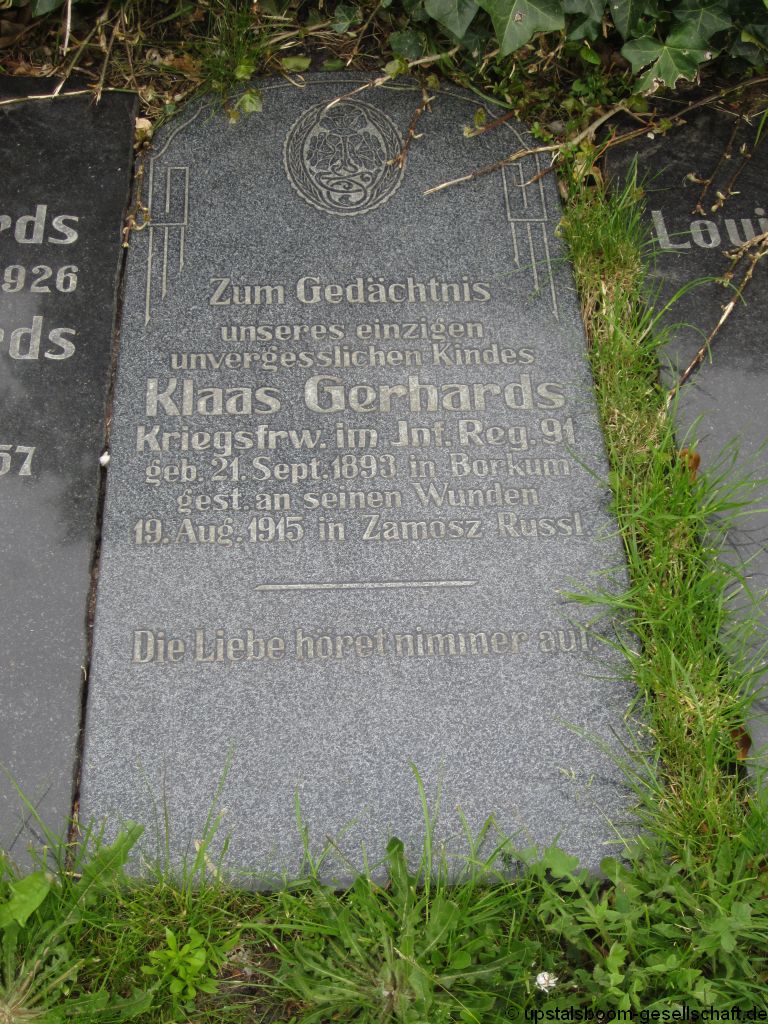 Zum Gedächtnis
unseres einzigen
unvergesslichen Kindes
Klaas Gerhards
Kriegsfrw. im Jnf. Reg. 91
geb. 21. Sept. 1893 in Borkum
gest. an seinen Wunden
19. Aug. 1915 in Zamosz-Russl.
Die Liebe höret nimmer auf
rds
1926
rds
57
Loui
© upstalsboom-gesellschaft.de